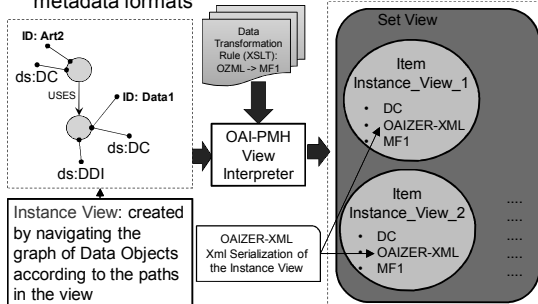 metadata formats
ID: Art2
ds:DC
USES
ID: Data1
ds:DC
ds:DDI
Instance View: created
by navigating the
graph of Data Objects
according to the paths
in the view
Data
Transformation
Rule (XSLT):
OZML -> MF1
OAI-PMH
View
Interpreter
OAIZER-XML
Xml Serialization of
the Instance View
Set View
Item
Instance_View_1
• DC
• OAIZER-XML
• MF1
Item
Instance_View_2
• DC
• OAIZER-XML
• MF1
....
....
....
....